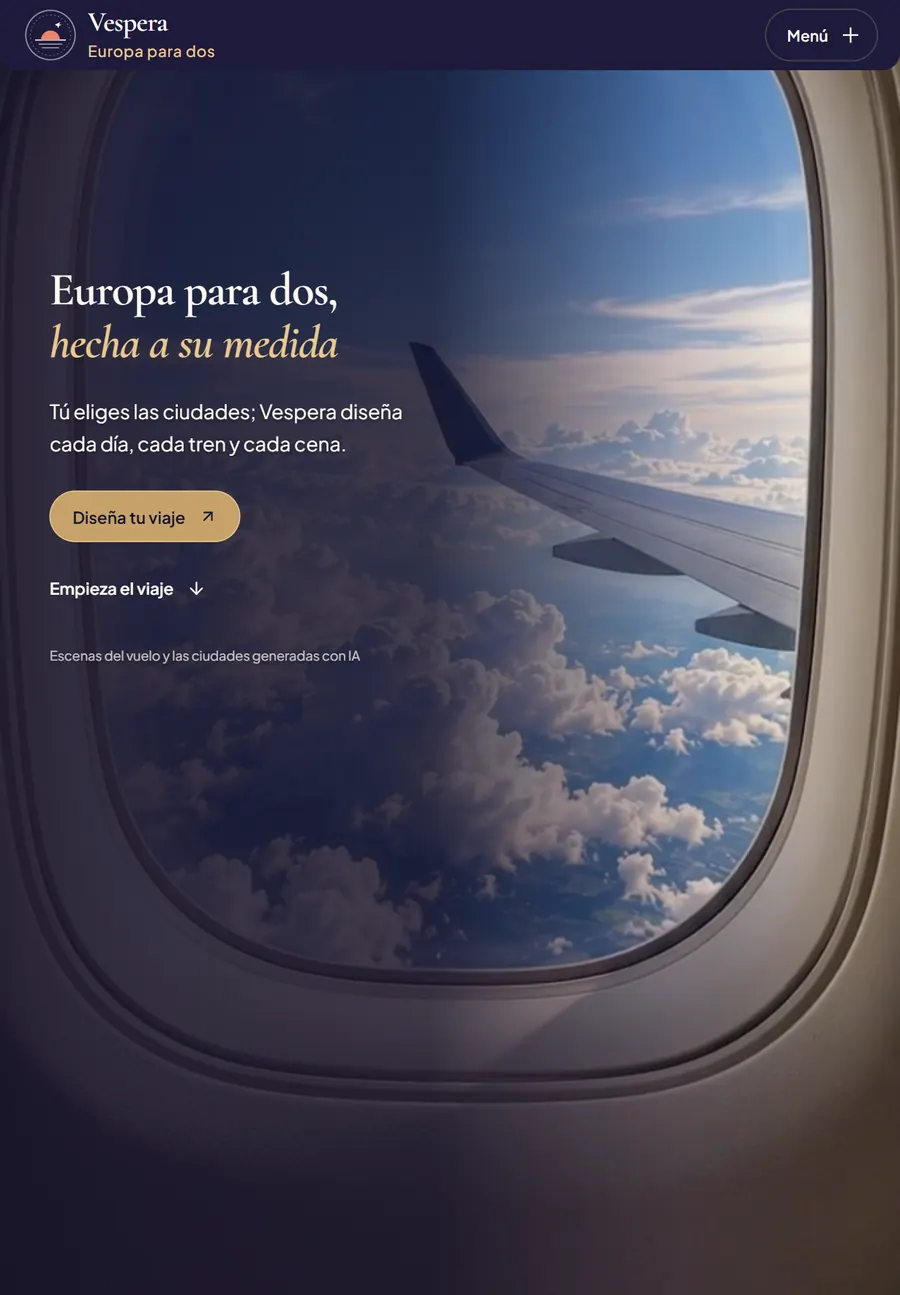 Vespera
Europa para dos
Menú
Europa para dos,
hecha a su medida
Tú eliges las ciudades; Vespera diseña
cada día, cada tren y cada cena.
Diseña tu viaje
Empieza el viaje
Escenas del vuelo y las ciudades generadas con IA